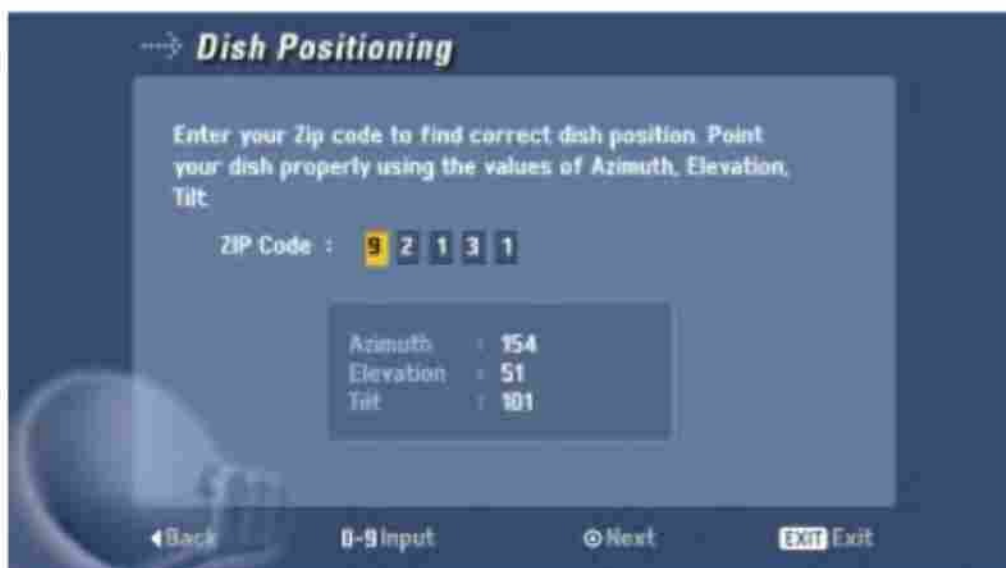 Dish Positioning
Enter your Zip code to find correct dish position. Point
your dish properly using the values of Azimuth, Elevation,
Tilt
ZIP Code : 9 2 1 3 1
Azimuth : 154
Elevation : 51
Tilt : 101
Back 0-9 Input Next EXIT Exit